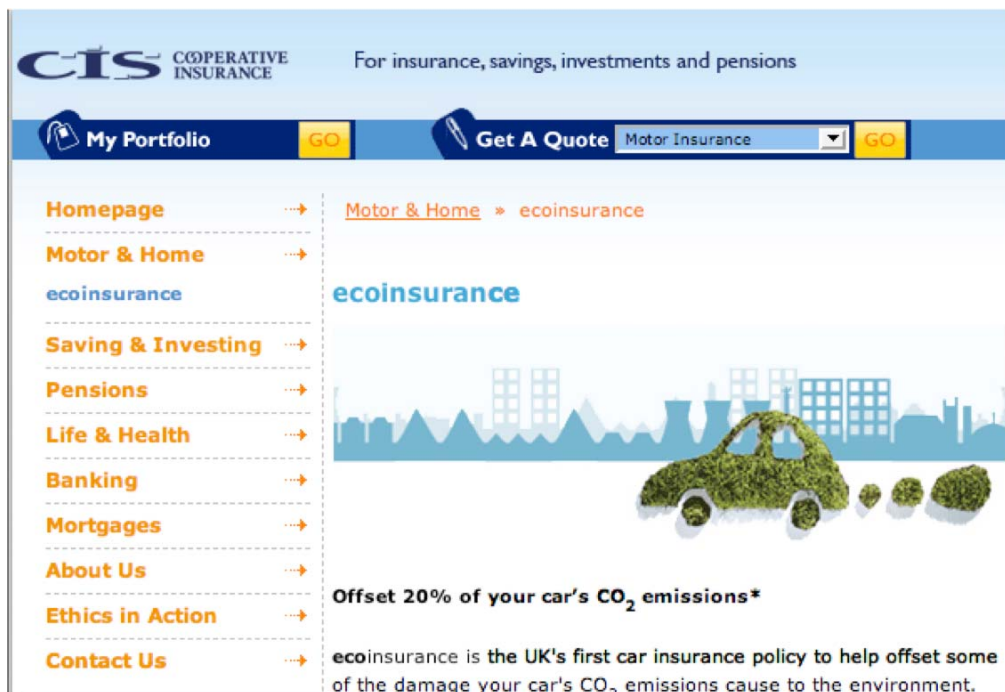 CIS COOPERATIVE
INSURANCE
For insurance, savings, investments and pensions
My Portfolio GO
Get A Quote Motor Insurance GO
Homepage
Motor & Home
ecoinsurance
Saving & Investing
Pensions
Life & Health
Banking
Mortgages
About Us
Ethics in Action
Contact Us
Motor & Home » ecoinsurance
ecoinsurance
Offset 20% of your car's CO₂ emissions*
ecoinsurance is the UK's first car insurance policy to help offset some
of the damage your car's CO₂ emissions cause to the environment.